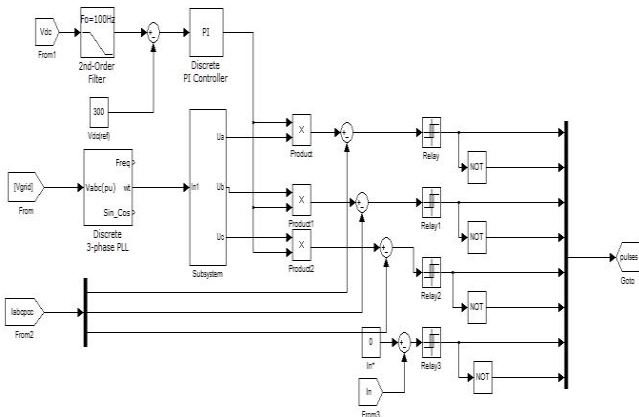 Fo=100Hz
Vdc
From1
2nd-Order
Filter
PI
Discrete
PI Controller
300
Vdc(ref)
[Vgrid]
From
Freq
Vabc(pu)
wt
Sin_Cos
Discrete
3-phase PLL
In1
Ua
Ub
Uc
Subsystem
X
Product
X
Product1
X
Product2
Relay
NOT
Relay1
NOT
Relay2
NOT
Relay3
NOT
pulses
Goto
Iabcpcc
From2
0
In*
In
From3